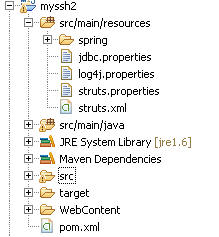 myssh2
src/main/resources
spring
jdbc.properties
log4j.properties
struts.properties
struts.xml
src/main/java
JRE System Library [jre1.6]
Maven Dependencies
src
target
WebContent
pom.xml